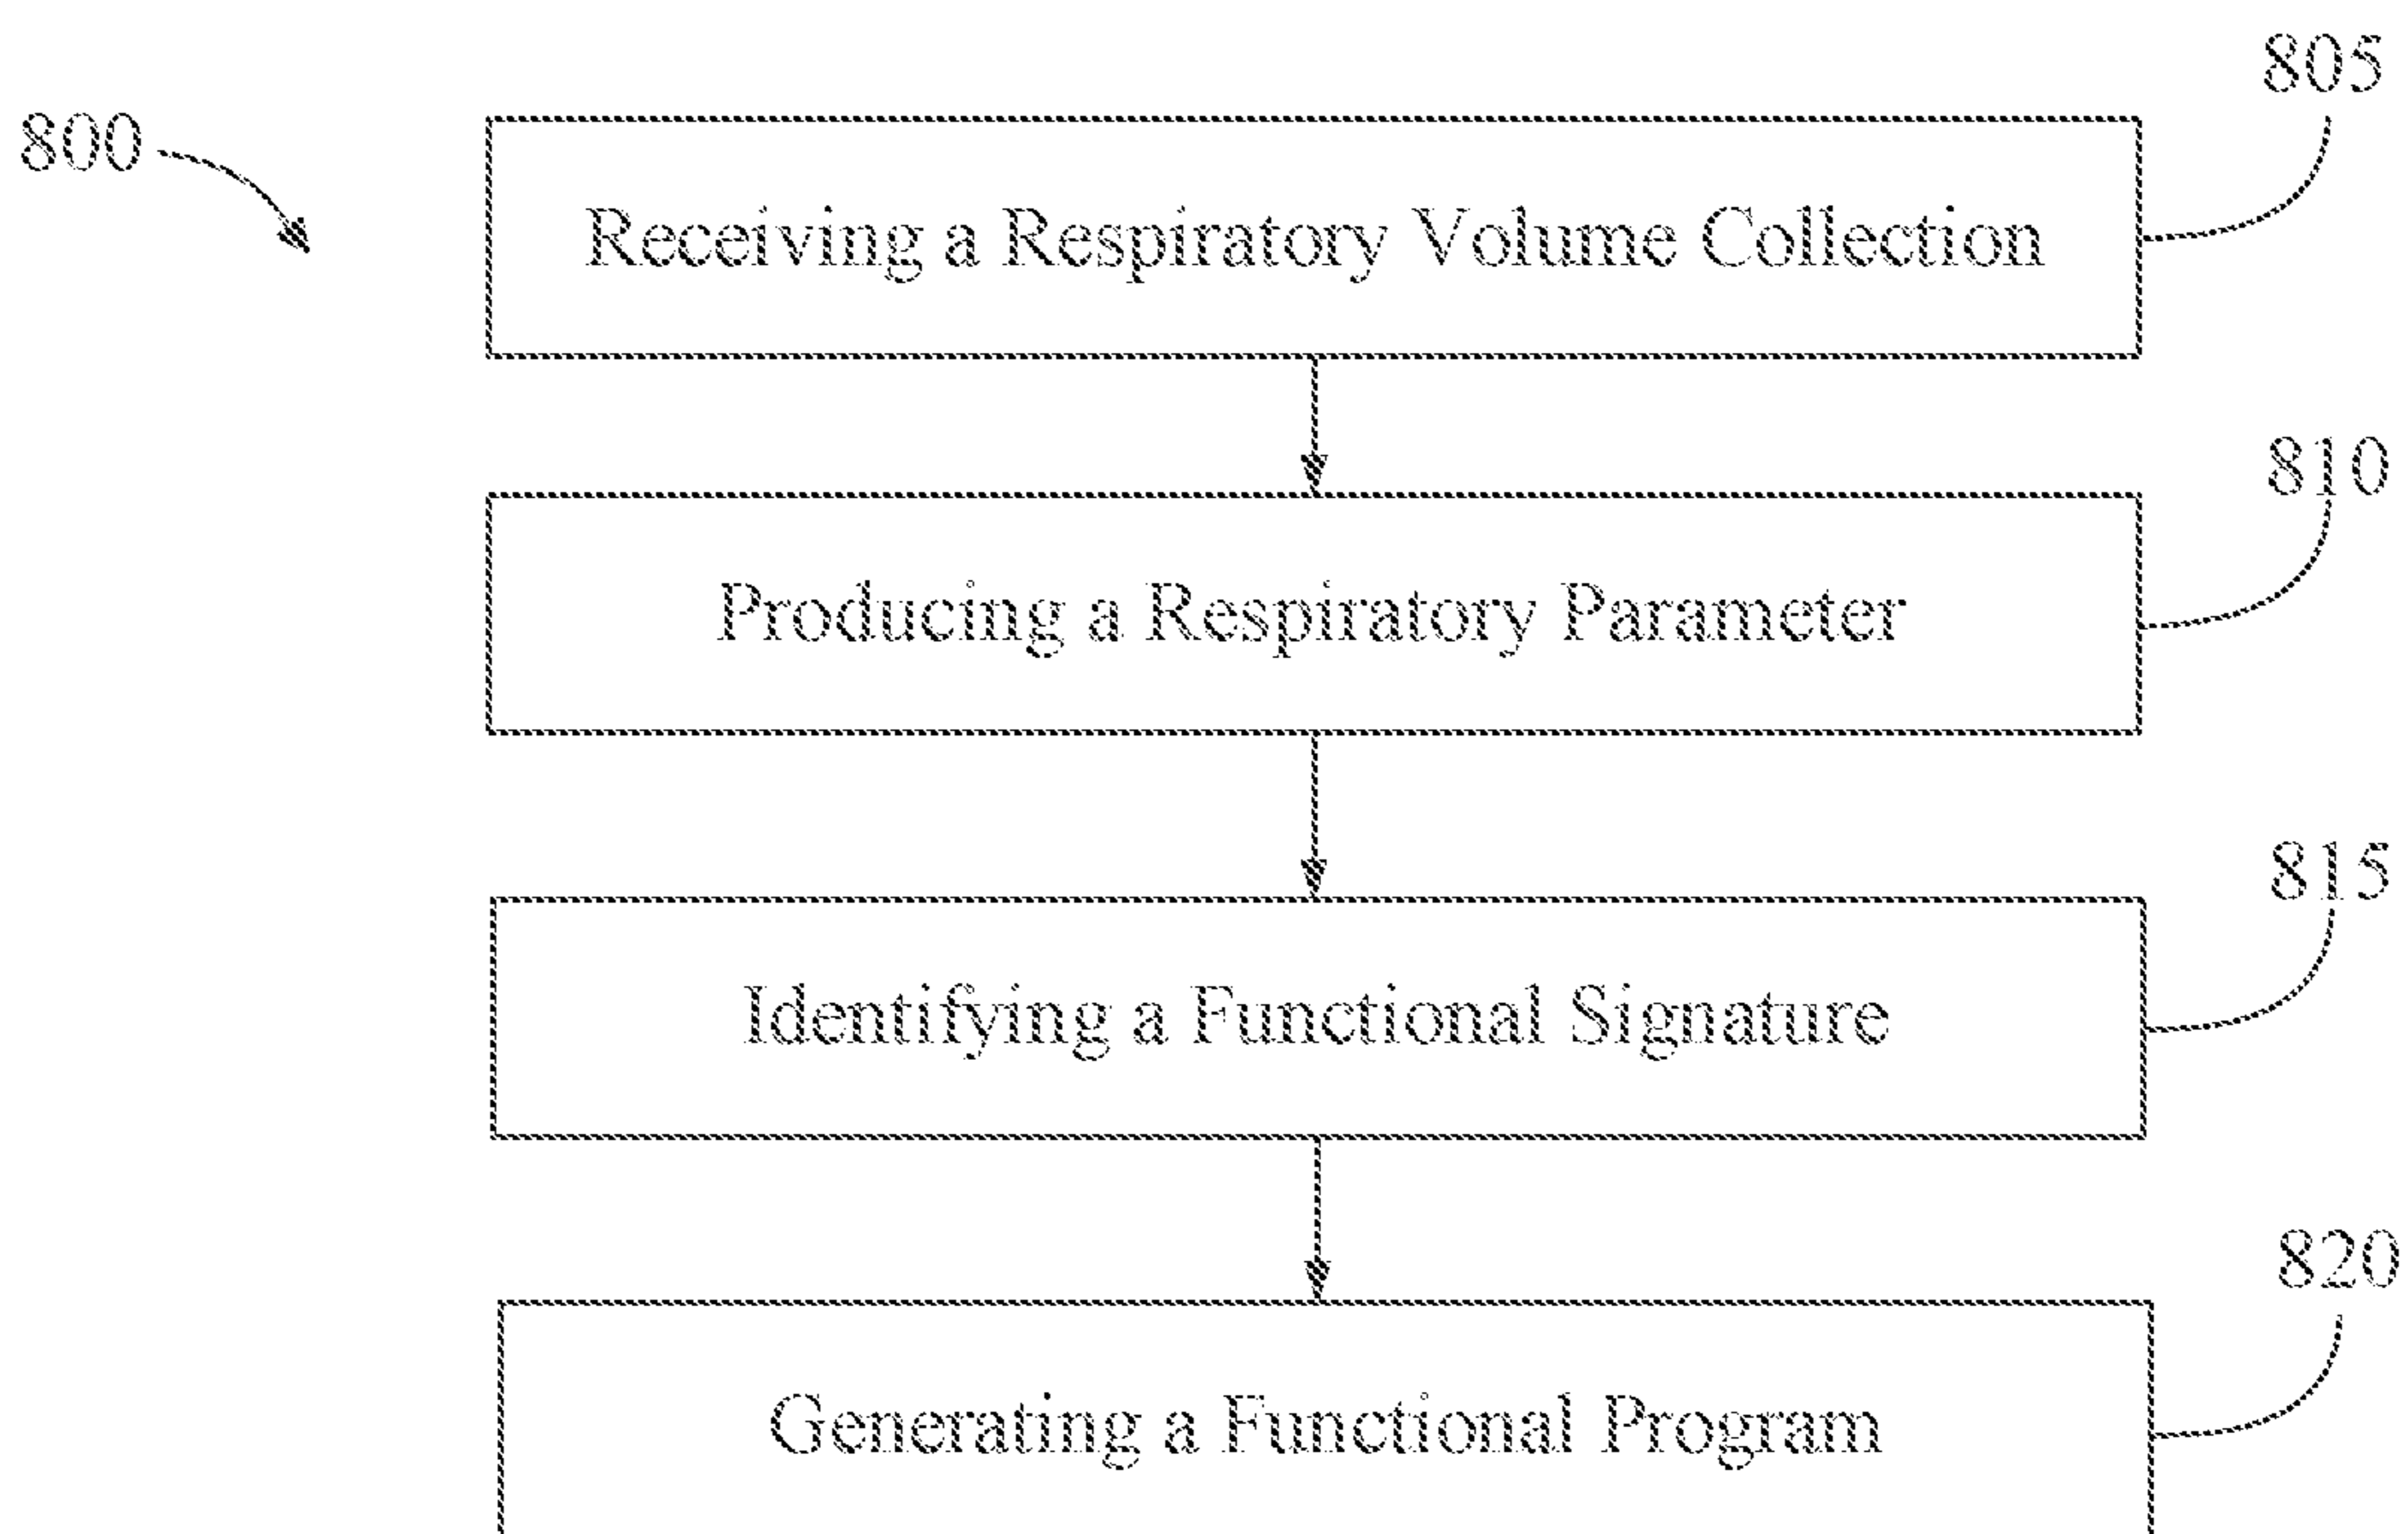 805
800
Receiving a Respiratory Volume Collection
810
Producing a Respiratory Parameter
815
Identifying a Functional Signature
820
Generating a Functional Program